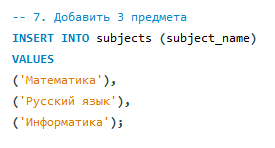 -- 7. Добавить 3 предмета
INSERT INTO subjects (subject_name)
VALUES
('Математика'),
('Русский язык'),
('Информатика');